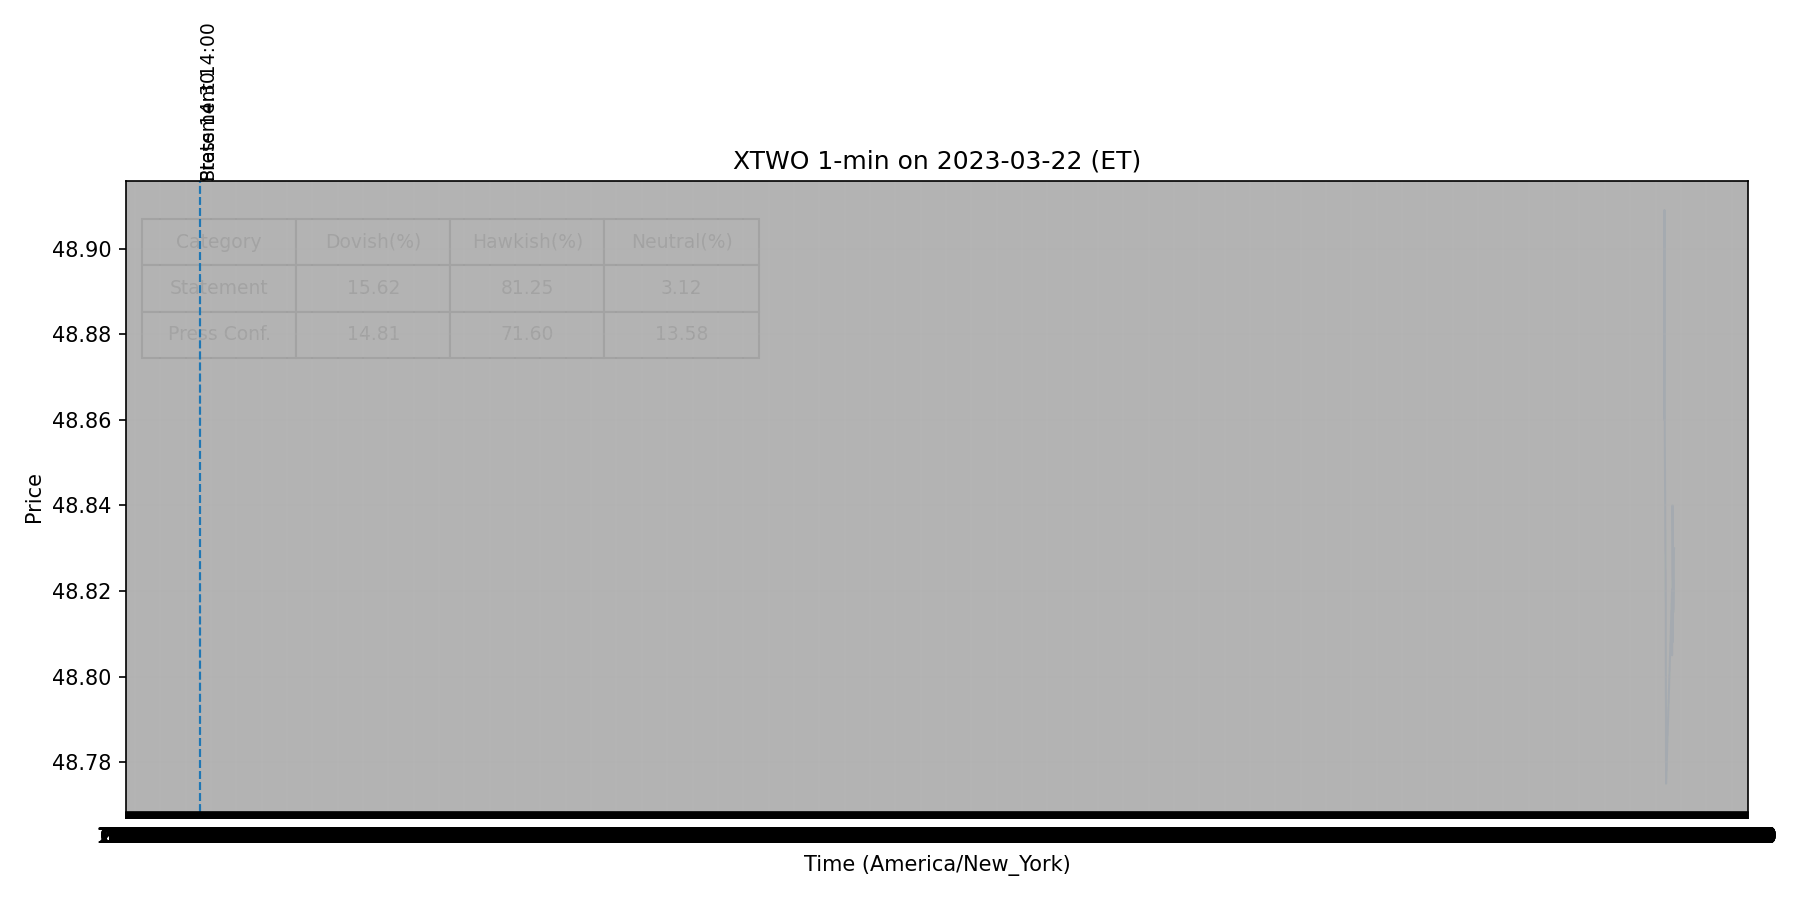 Statement 14:00
Press 14:30
XTWO 1-min on 2023-03-22 (ET)
Category Dovish(%) Hawkish(%) Neutral(%)
Statement 15.62 81.25 3.12
Press Conf. 14.81 71.60 13.58
48.90
48.88
48.86
48.84
48.82
48.80
48.78
Price
Time (America/New_York)